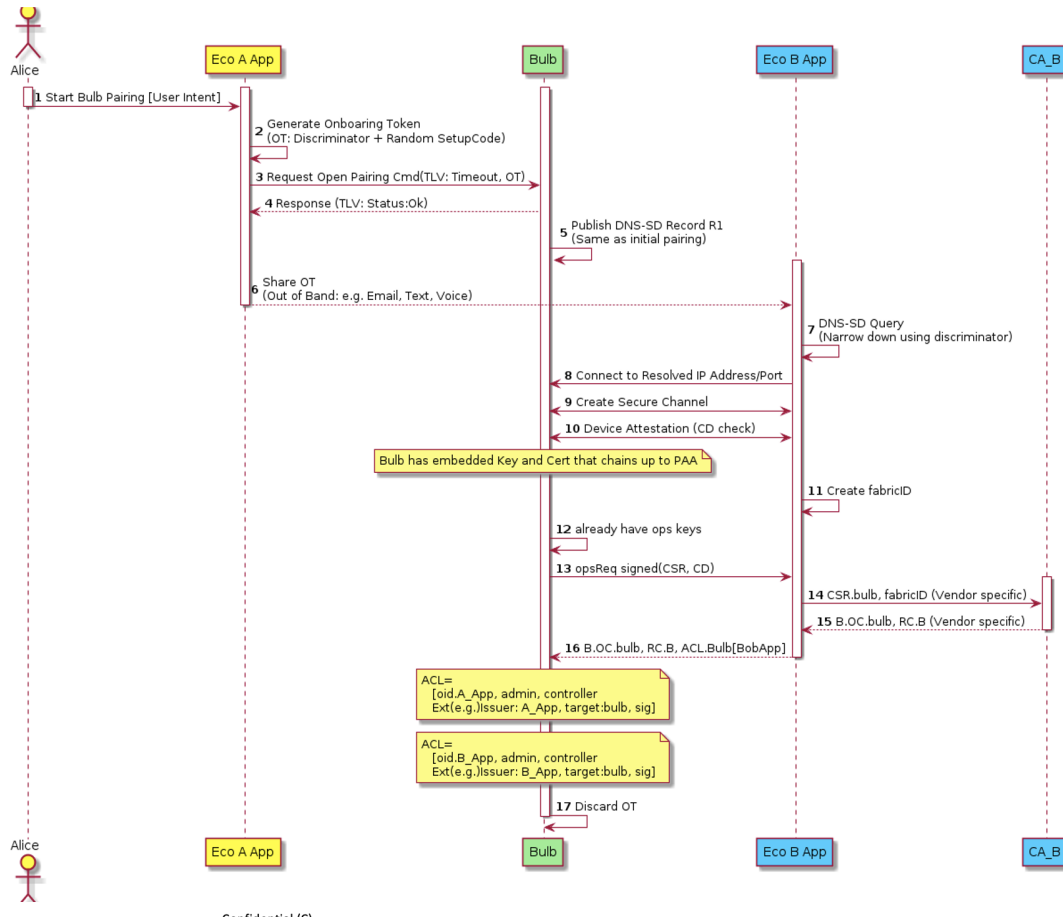 Alice
Eco A App
Bulb
Eco B App
CA_B
1 Start Bulb Pairing [User Intent]
2 Generate Onboaring Token
(OT: Discriminator + Random SetupCode)
3 Request Open Pairing Cmd(TLV: Timeout, OT)
4 Response (TLV: Status:Ok)
5 Publish DNS-SD Record R1
(Same as initial pairing)
6 Share OT
(Out of Band: e.g. Email, Text, Voice)
7 DNS-SD Query
(Narrow down using discriminator)
8 Connect to Resolved IP Address/Port
9 Create Secure Channel
10 Device Attestation (CD check)
Bulb has embedded Key and Cert that chains up to PAA
11 Create fabricID
12 already have ops keys
13 opsReq signed(CSR, CD)
14 CSR.bulb, fabricID (Vendor specific)
15 B.OC.bulb, RC.B (Vendor specific)
16 B.OC.bulb, RC.B, ACL.Bulb[BobApp]
ACL=
[oid.A_App, admin, controller
Ext(e.g.)Issuer: A_App, target:bulb, sig]
ACL=
[oid.B_App, admin, controller
Ext(e.g.)Issuer: B_App, target:bulb, sig]
17 Discard OT
Alice
Eco A App
Bulb
Eco B App
CA_B
Confidential (C)